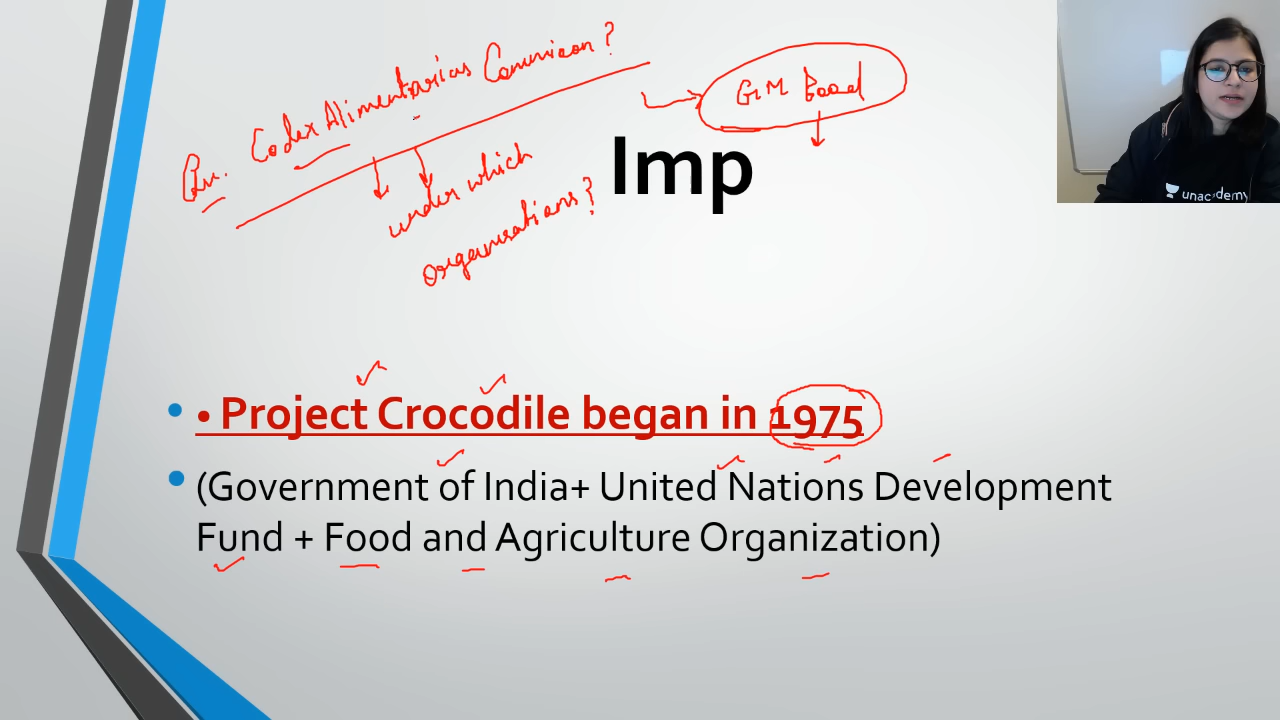 Qu. Codex Alimentarius Commission?
GM Food
under which
organisations?
Imp
• Project Crocodile began in 1975
(Government of India+ United Nations Development
Fund + Food and Agriculture Organization)
unacademy